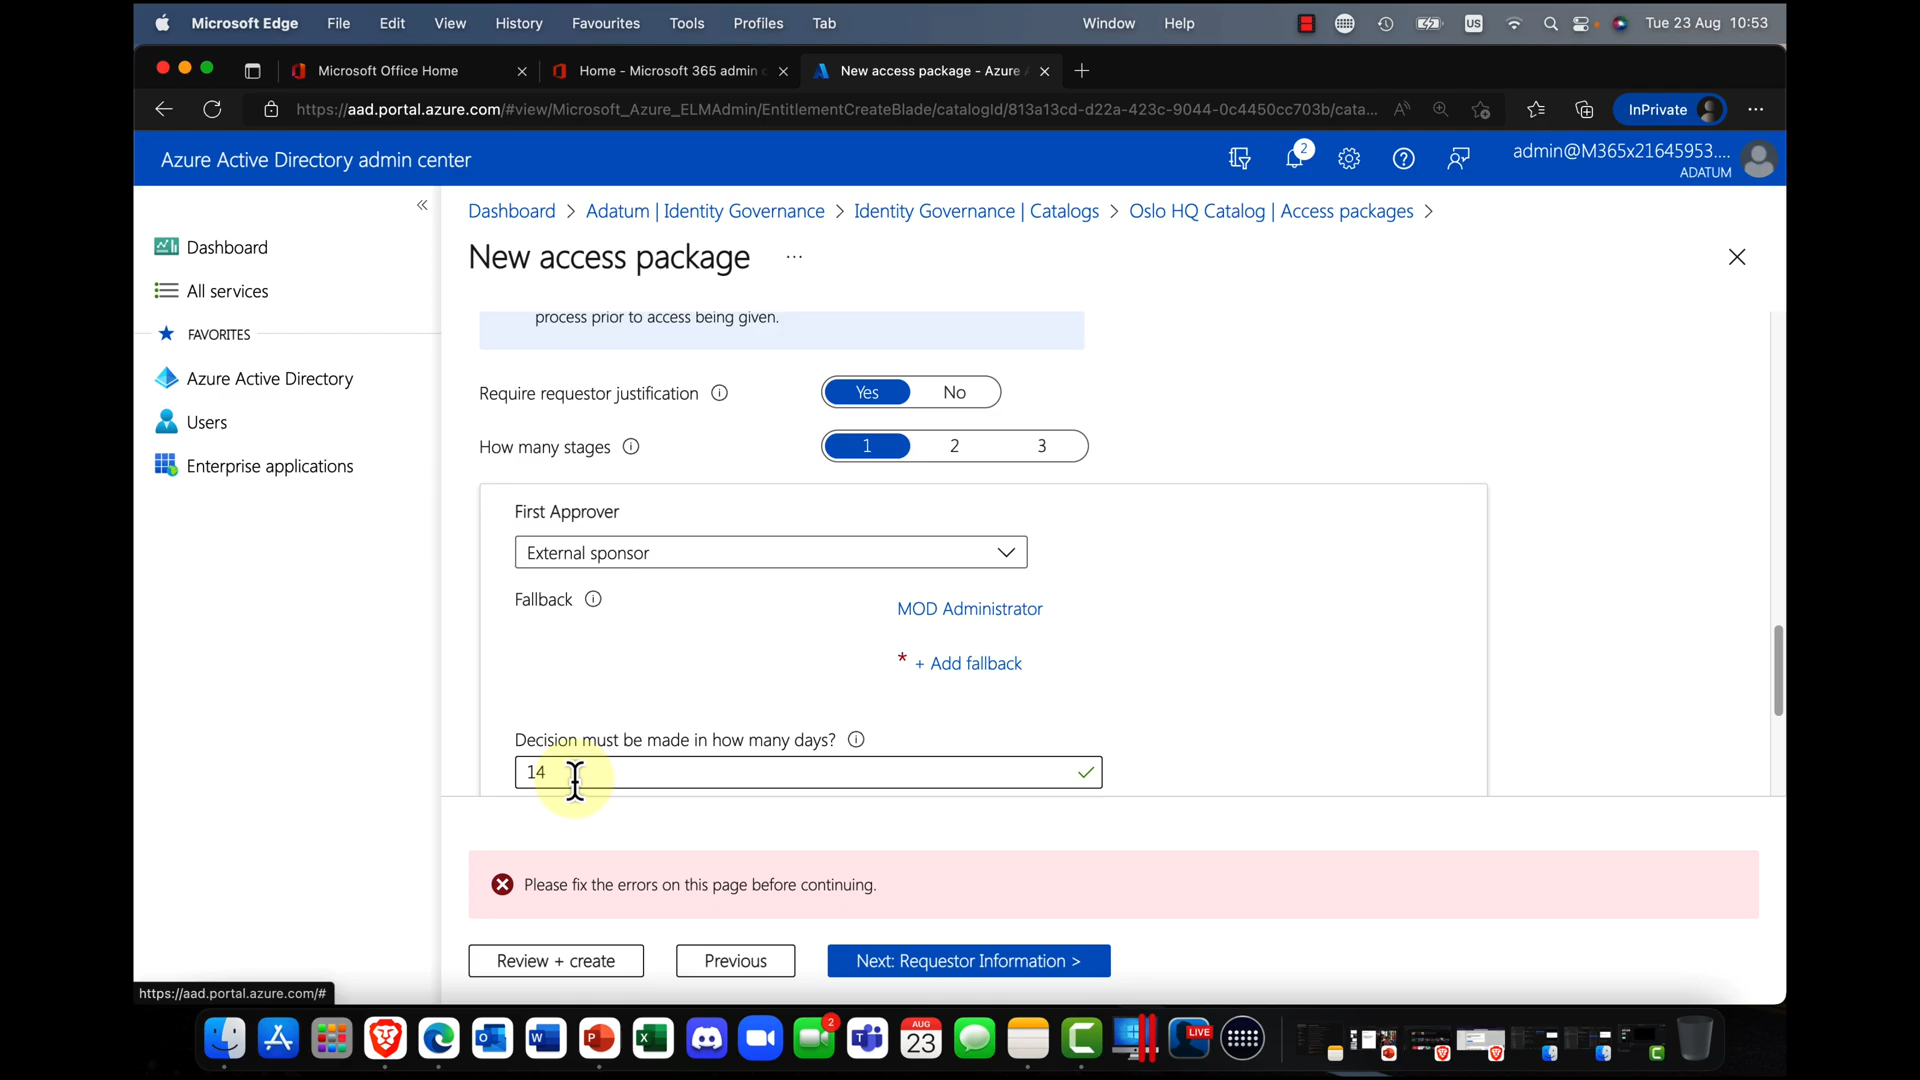 Microsoft Edge File Edit View History Favourites Tools Profiles Tab Window Help US Tue 23 Aug 10:53
Microsoft Office Home Home - Microsoft 365 admin c New access package - Azure A
https://aad.portal.azure.com/#view/Microsoft_Azure_ELMAdmin/EntitlementCreateBlade/catalogId/813a13cd-d22a-423c-9044-0c4450cc703b/cata... InPrivate
Azure Active Directory admin center
2
admin@M365x21645953....
ADATUM
Dashboard
All services
FAVORITES
Azure Active Directory
Users
Enterprise applications
Dashboard > Adatum | Identity Governance > Identity Governance | Catalogs > Oslo HQ Catalog | Access packages >
New access package ...
process prior to access being given.
Require requestor justification Yes No
How many stages 1 2 3
First Approver
External sponsor
Fallback
MOD Administrator
* + Add fallback
Decision must be made in how many days?
14
Please fix the errors on this page before continuing.
Review + create Previous Next: Requestor Information >
https://aad.portal.azure.com/#
2
AUG
23
LIVE